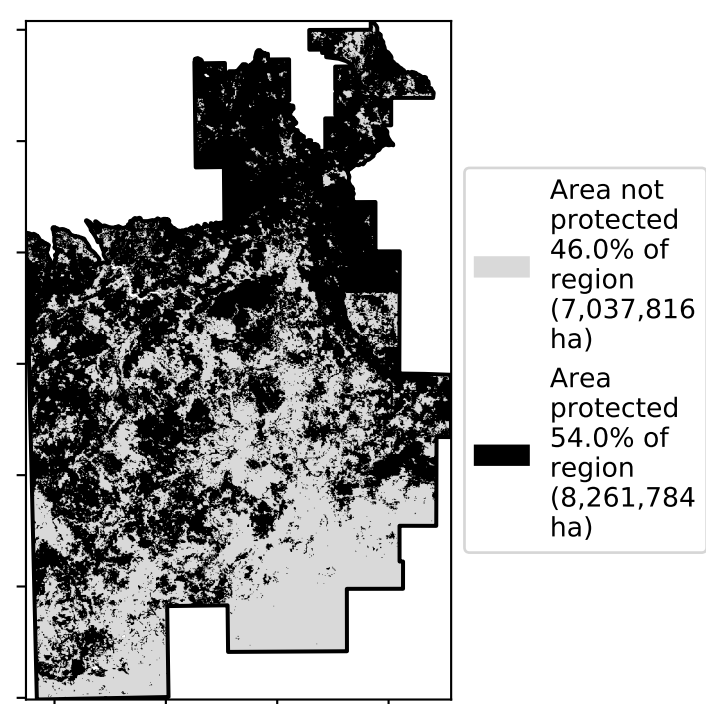 Area not
protected
46.0% of
region
(7,037,816
ha)
Area
protected
54.0% of
region
(8,261,784
ha)